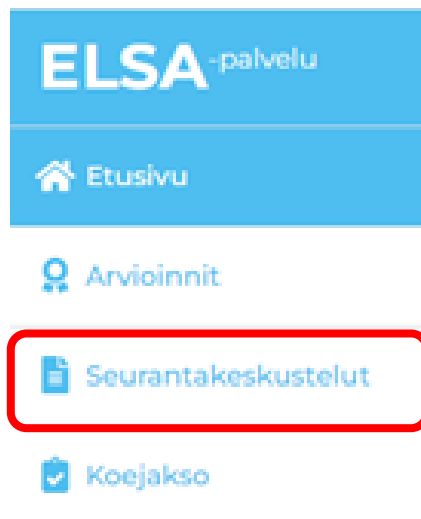 ELSA-palvelu
Etusivu
Arvioinnit
Seurantakeskustelut
Koejakso